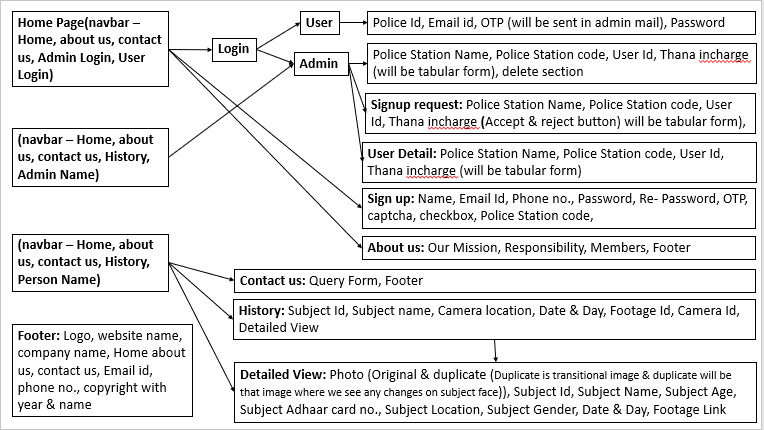 Home Page(navbar –
Home, about us, contact
us, Admin Login, User
Login)
Login
User
Admin
Police Id, Email id, OTP (will be sent in admin mail), Password
Police Station Name, Police Station code, User Id, Thana incharge
(will be tabular form), delete section
Signup request: Police Station Name, Police Station code, User
Id, Thana incharge (Accept & reject button) will be tabular form),
(navbar – Home, about
us, contact us, History,
Admin Name)
User Detail: Police Station Name, Police Station code, User Id,
Thana incharge (will be tabular form)
Sign up: Name, Email Id, Phone no., Password, Re- Password, OTP,
captcha, checkbox, Police Station code,
About us: Our Mission, Responsibility, Members, Footer
(navbar – Home, about
us, contact us, History,
Person Name)
Contact us: Query Form, Footer
History: Subject Id, Subject name, Camera location, Date & Day, Footage Id, Camera Id,
Detailed View
Footer: Logo, website name,
company name, Home about
us, contact us, Email id,
phone no., copyright with
year & name
Detailed View: Photo (Original & duplicate (Duplicate is transitional image & duplicate will be
that image where we see any changes on subject face)), Subject Id, Subject Name, Subject Age,
Subject Adhaar card no., Subject Location, Subject Gender, Date & Day, Footage Link